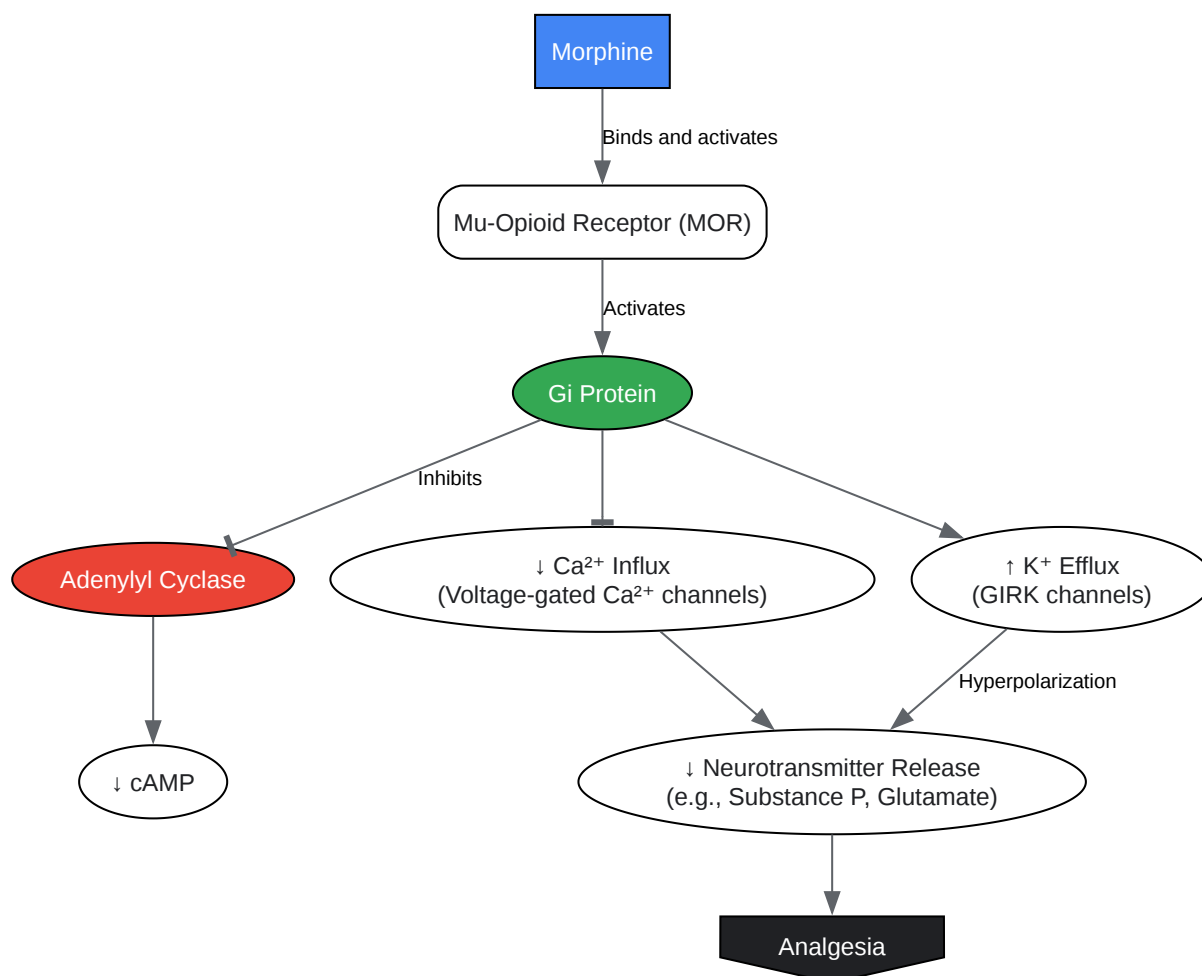 Morphine
Binds and activates
Mu-Opioid Receptor (MOR)
Activates
Gi Protein
Inhibits
Adenylyl Cyclase
↓ Ca²⁺ Influx
(Voltage-gated Ca²⁺ channels)
↑ K⁺ Efflux
(GIRK channels)
Hyperpolarization
↓ cAMP
↓ Neurotransmitter Release
(e.g., Substance P, Glutamate)
Analgesia